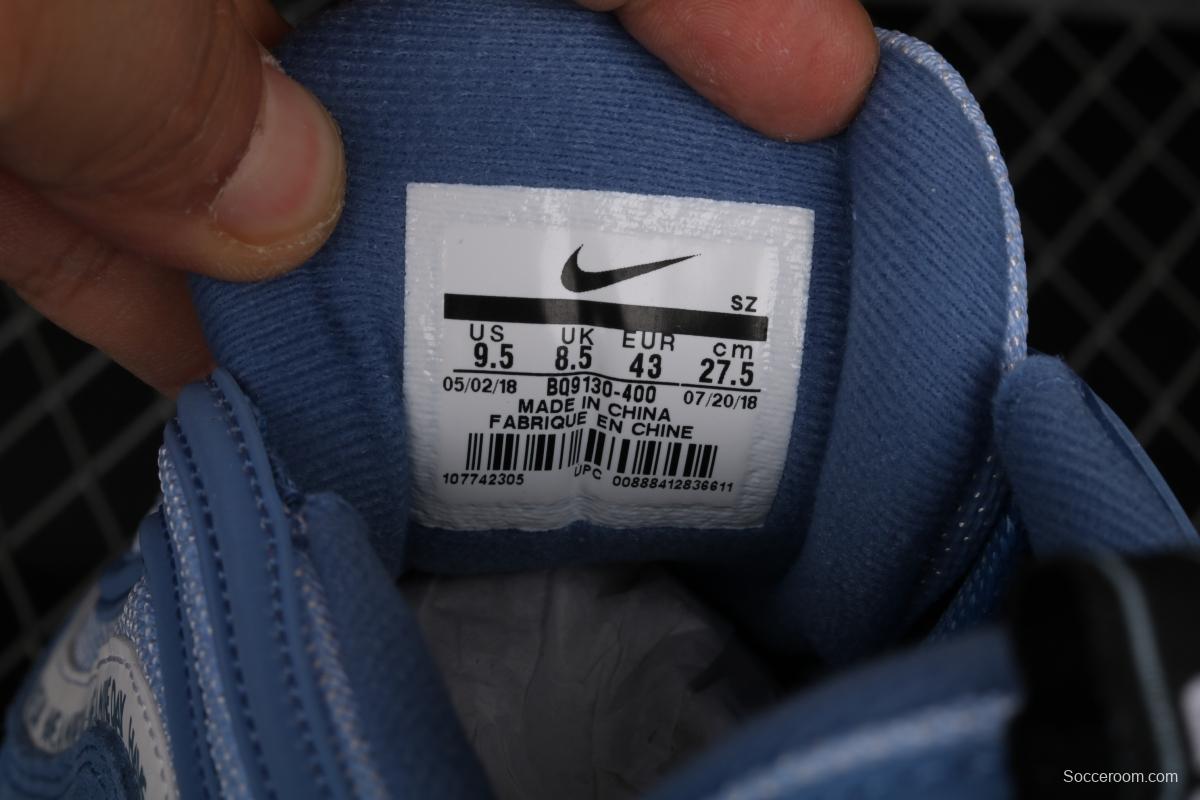 SZ
US UK EUR cm
9.5 8.5 43 27.5
05/02/18 BQ9130-400 07/20/18
MADE IN CHINA
FABRIQUE EN CHINE
107742305 UPC 00888412836611
Socceroom.com